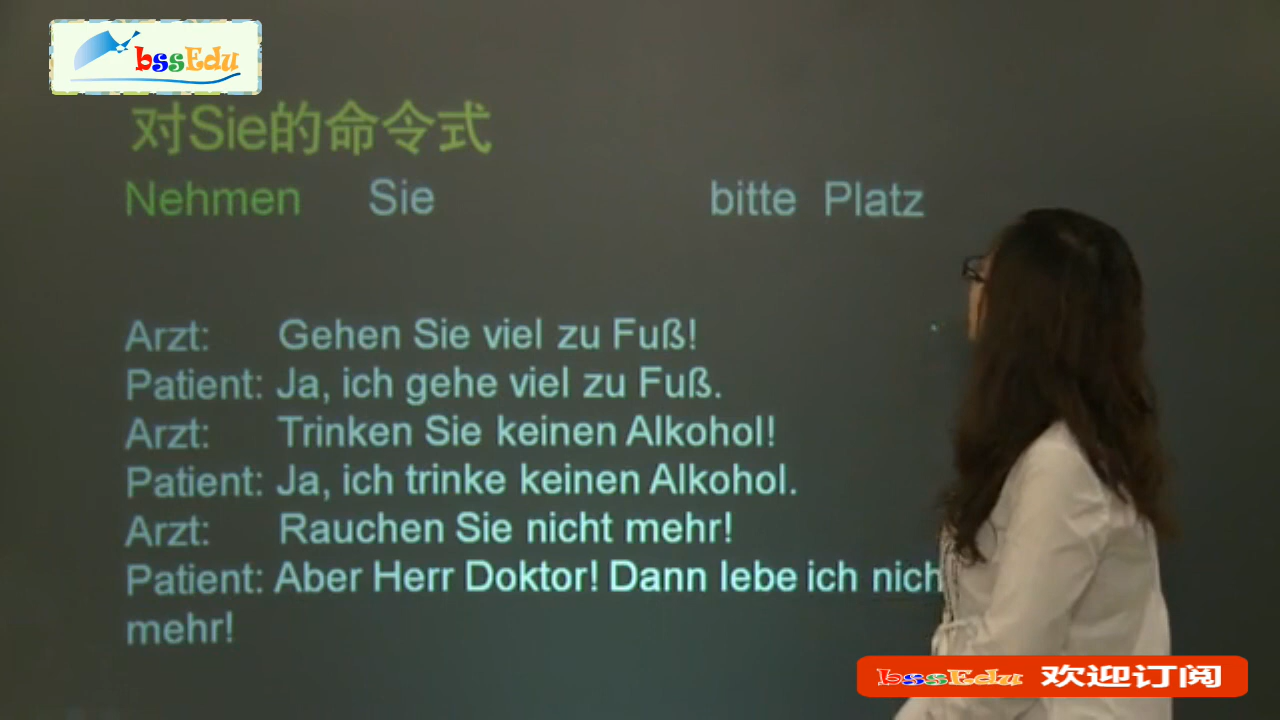 bssEdu
对Sie的命令式
Nehmen Sie bitte Platz
Arzt: Gehen Sie viel zu Fuß!
Patient: Ja, ich gehe viel zu Fuß.
Arzt: Trinken Sie keinen Alkohol!
Patient: Ja, ich trinke keinen Alkohol.
Arzt: Rauchen Sie nicht mehr!
Patient: Aber Herr Doktor! Dann lebe ich nich
mehr!
bssEdu 欢迎订阅